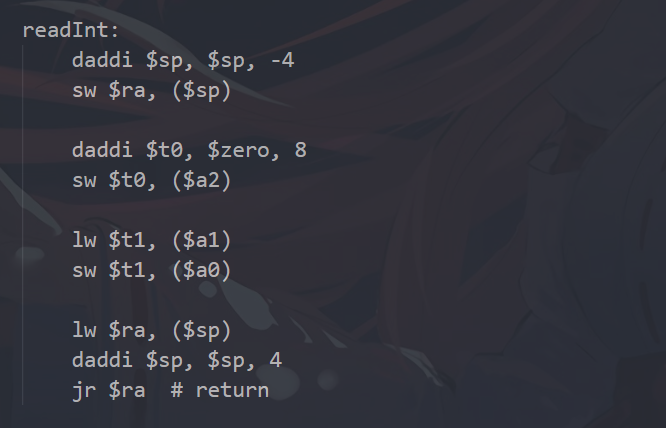 readInt:
daddi $sp, $sp, -4
sw $ra, ($sp)
daddi $t0, $zero, 8
sw $t0, ($a2)
lw $t1, ($a1)
sw $t1, ($a0)
lw $ra, ($sp)
daddi $sp, $sp, 4
jr $ra  # return